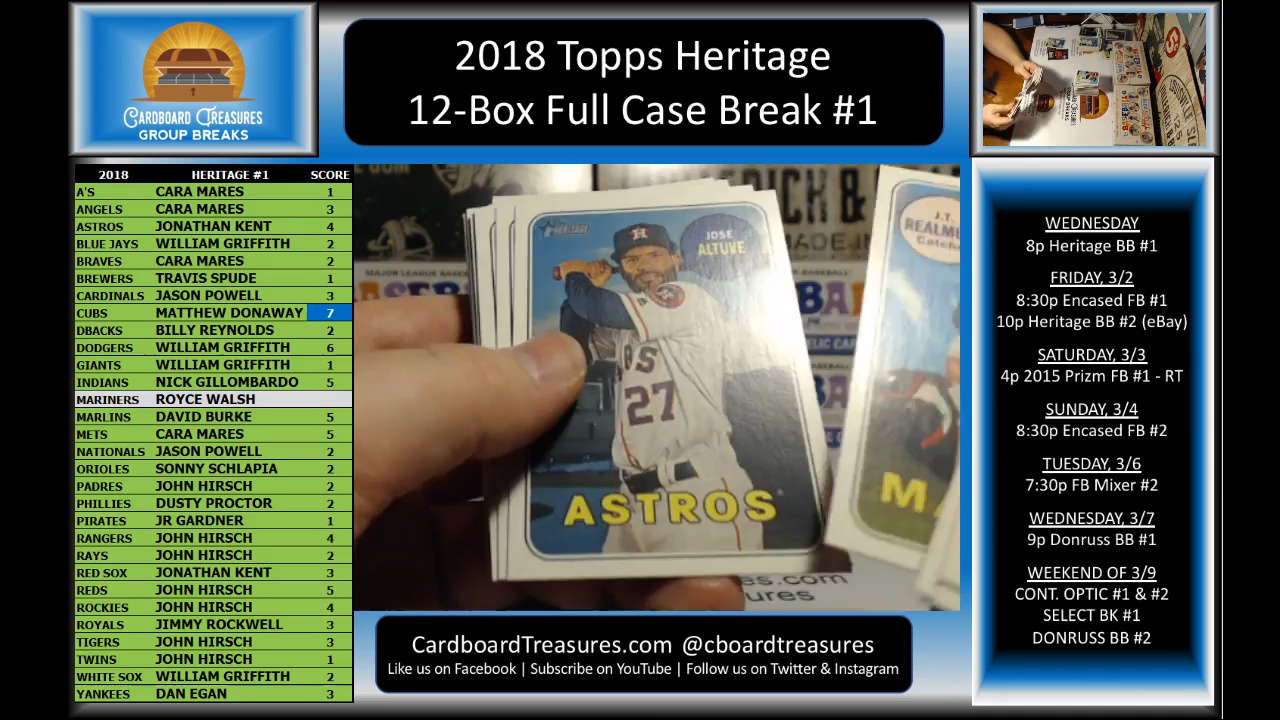 CARDBOARD TREASURES
GROUP BREAKS
2018 Topps Heritage
12-Box Full Case Break #1
2018 HERITAGE #1 SCORE
A'S CARA MARES 1
ANGELS CARA MARES 3
ASTROS JONATHAN KENT 4
BLUE JAYS WILLIAM GRIFFITH 2
BRAVES CARA MARES 2
BREWERS TRAVIS SPUDE 1
CARDINALS JASON POWELL 3
CUBS MATTHEW DONAWAY 7
DBACKS BILLY REYNOLDS 2
DODGERS WILLIAM GRIFFITH 6
GIANTS WILLIAM GRIFFITH 1
INDIANS NICK GILLOMBARDO 5
MARINERS ROYCE WALSH
MARLINS DAVID BURKE 5
METS CARA MARES 5
NATIONALS JASON POWELL 2
ORIOLES SONNY SCHLAPIA 2
PADRES JOHN HIRSCH 2
PHILLIES DUSTY PROCTOR 2
PIRATES JR GARDNER 1
RANGERS JOHN HIRSCH 4
RAYS JOHN HIRSCH 2
RED SOX JONATHAN KENT 3
REDS JOHN HIRSCH 5
ROCKIES JOHN HIRSCH 4
ROYALS JIMMY ROCKWELL 3
TIGERS JOHN HIRSCH 3
TWINS JOHN HIRSCH 1
WHITE SOX WILLIAM GRIFFITH 2
YANKEES DAN EGAN 3
HERITAGE
JOSE
ALTUVE
H
27
ASTROS
J.T.
REALMU
Catch
M
MAJOR LEAGUE BASEB
CardboardTreasures.com @cboardtreasures
Like us on Facebook | Subscribe on YouTube | Follow us on Twitter & Instagram
WEDNESDAY
8p Heritage BB #1
FRIDAY, 3/2
8:30p Encased FB #1
10p Heritage BB #2 (eBay)
SATURDAY, 3/3
4p 2015 Prizm FB #1 - RT
SUNDAY, 3/4
8:30p Encased FB #2
TUESDAY, 3/6
7:30p FB Mixer #2
WEDNESDAY, 3/7
9p Donruss BB #1
WEEKEND OF 3/9
CONT. OPTIC #1 & #2
SELECT BK #1
DONRUSS BB #2